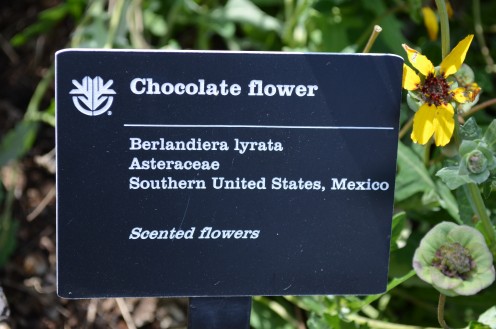 Chocolate flower
Berlandiera lyrata
Asteraceae
Southern United States, Mexico
Scented flowers